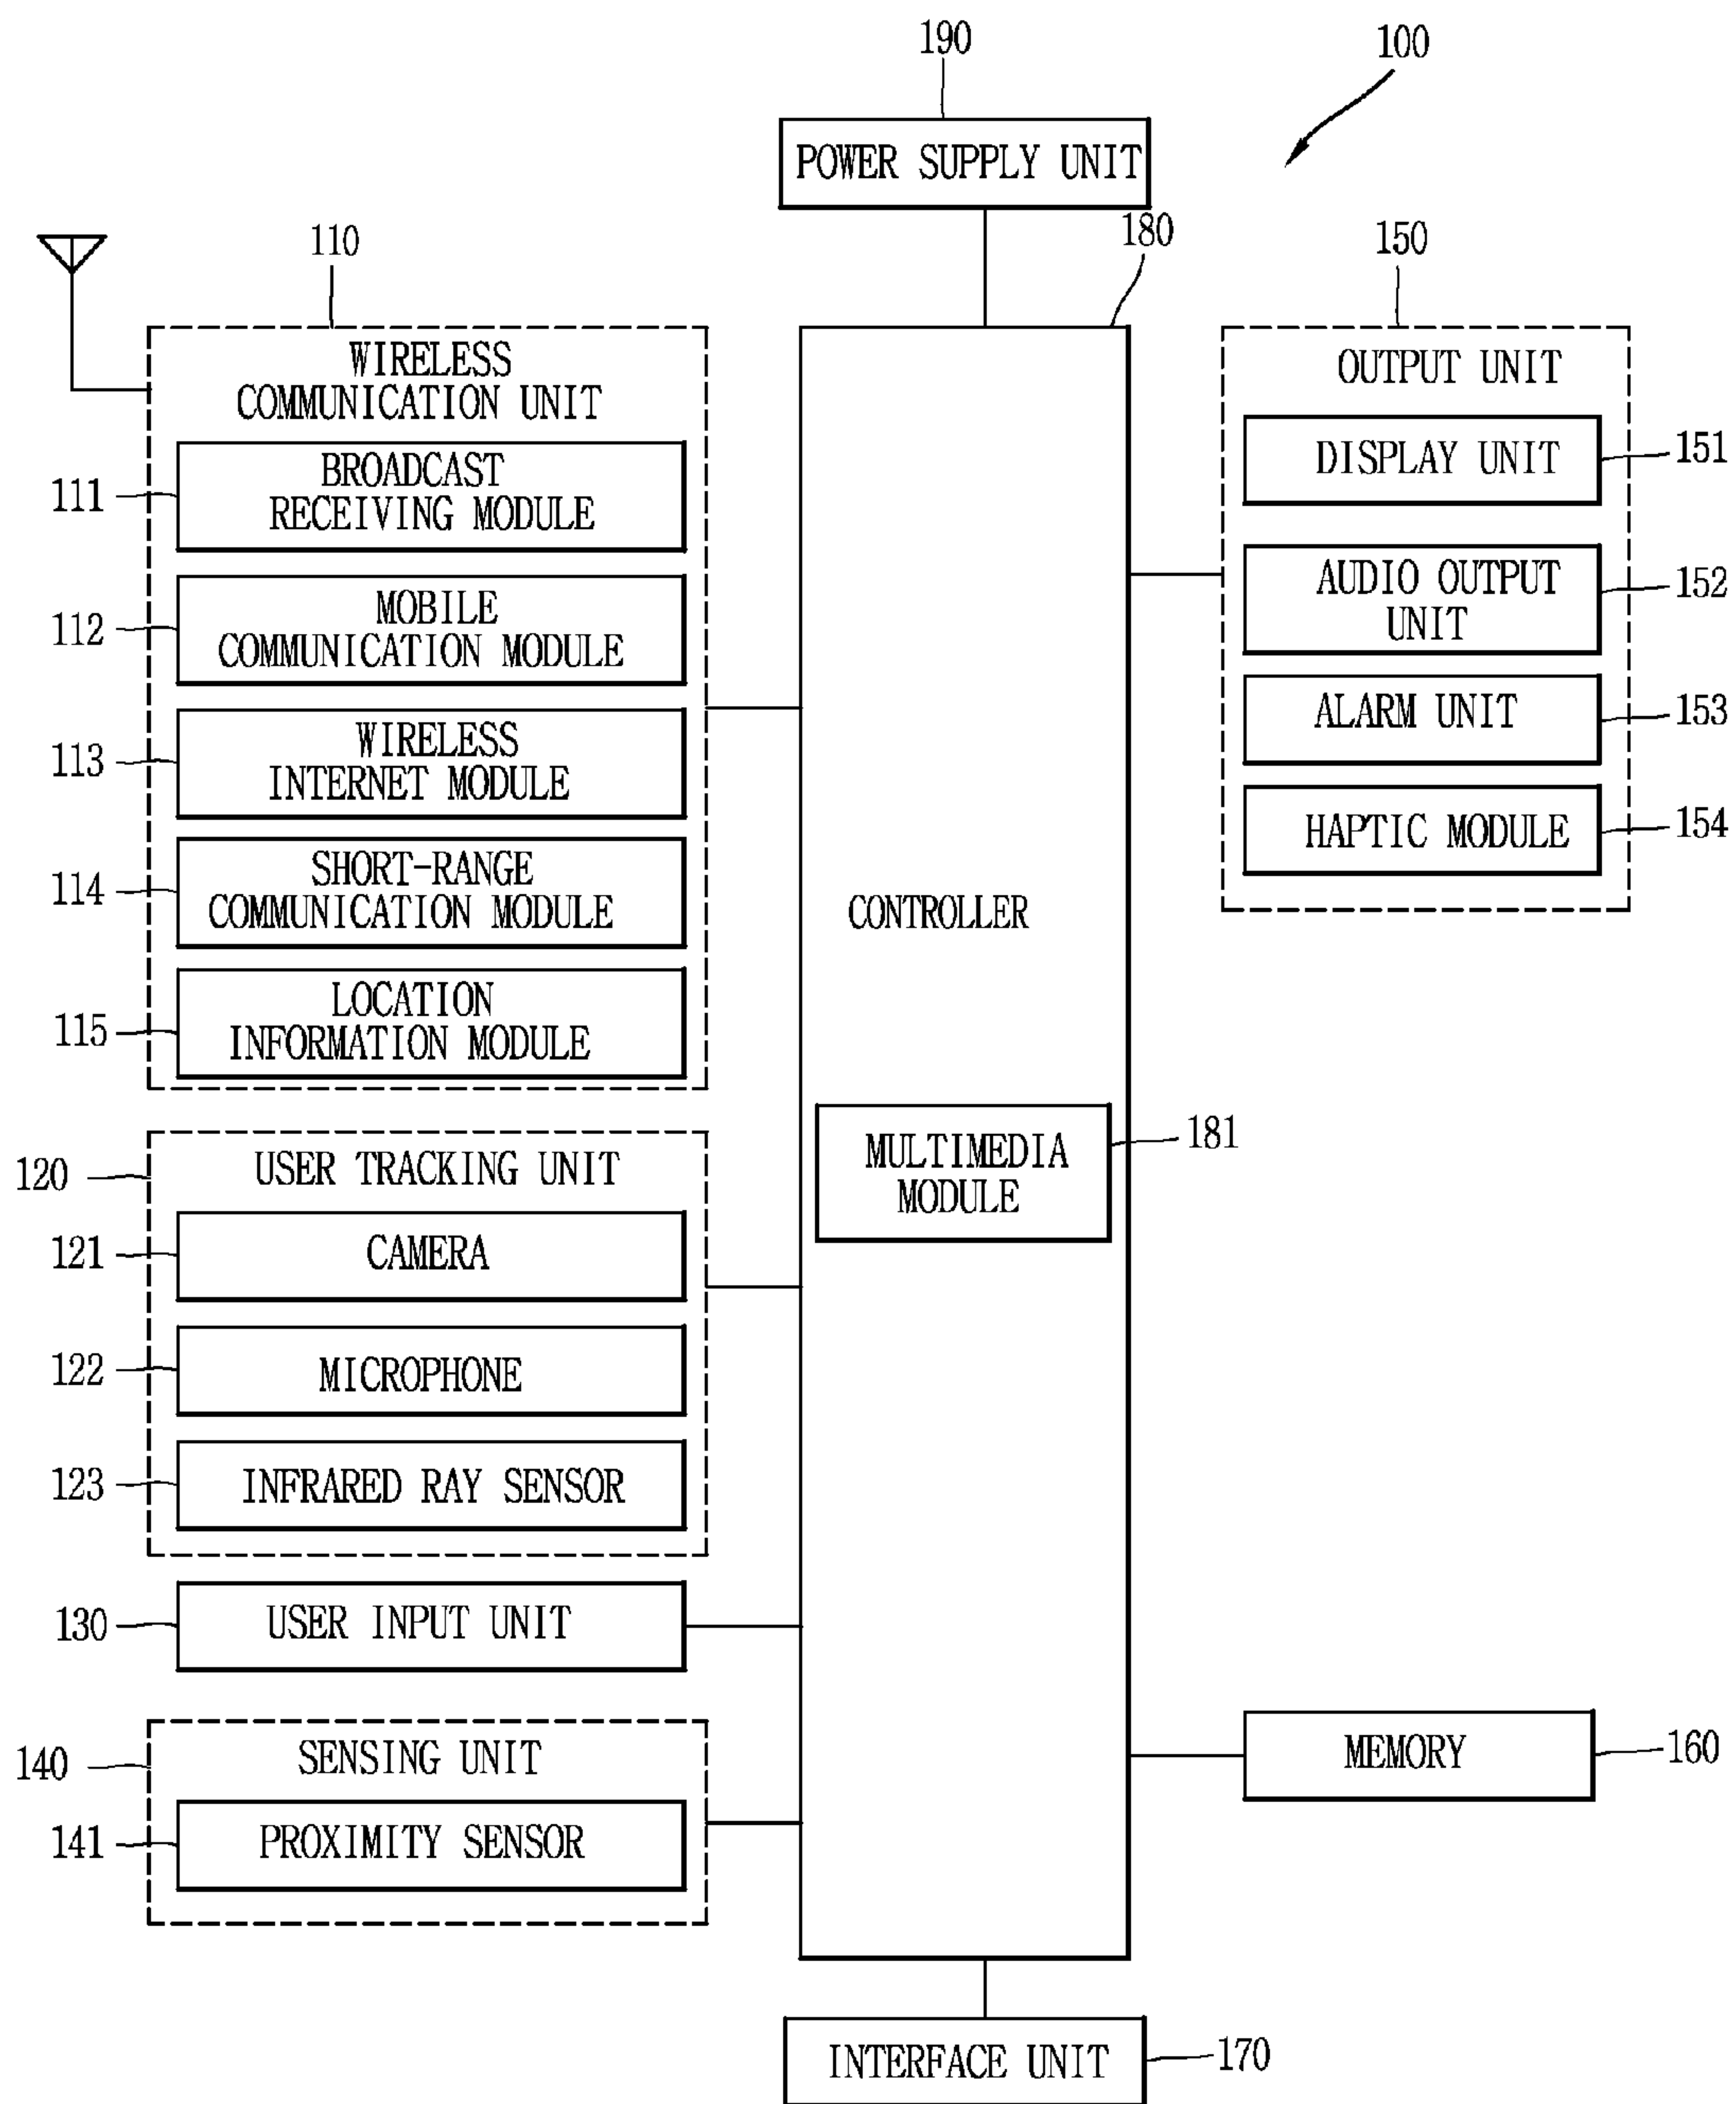 190
100
POWER SUPPLY UNIT
180
110
150
WIRELESS
COMMUNICATION UNIT
111
BROADCAST
RECEIVING MODULE
112
MOBILE
COMMUNICATION MODULE
113
WIRELESS
INTERNET MODULE
114
SHORT-RANGE
COMMUNICATION MODULE
115
LOCATION
INFORMATION MODULE
120
USER TRACKING UNIT
121
CAMERA
122
MICROPHONE
123
INFRARED RAY SENSOR
130
USER INPUT UNIT
140
SENSING UNIT
141
PROXIMITY SENSOR
CONTROLLER
MULTIMEDIA
MODULE
181
OUTPUT UNIT
DISPLAY UNIT
151
AUDIO OUTPUT
UNIT
152
ALARM UNIT
153
HAPTIC MODULE
154
MEMORY
160
INTERFACE UNIT
170